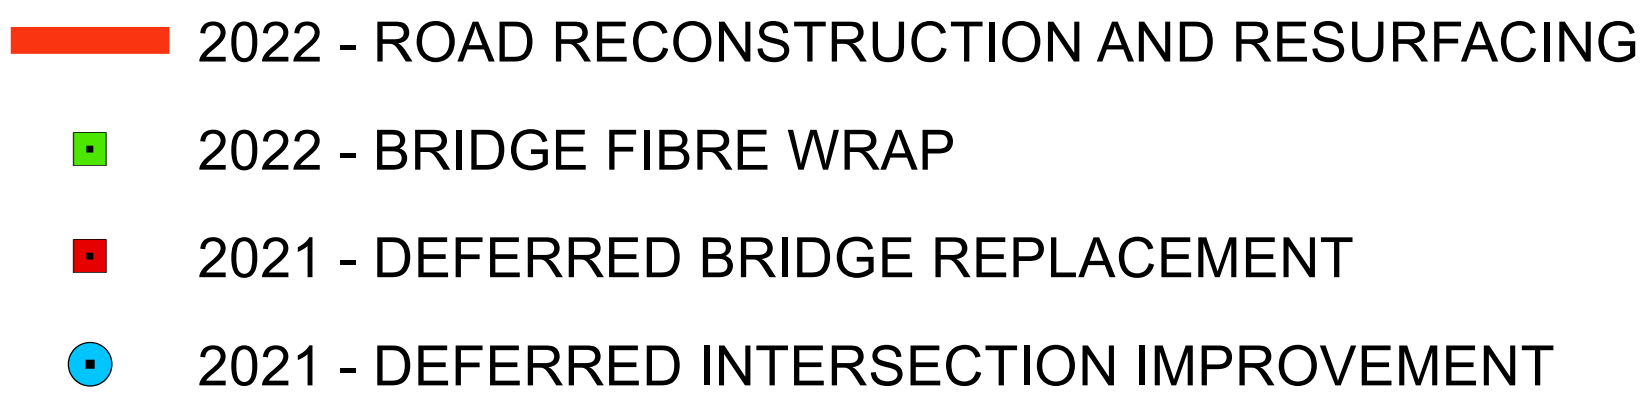 2022 - ROAD RECONSTRUCTION AND RESURFACING
2022 - BRIDGE FIBRE WRAP
2021 - DEFERRED BRIDGE REPLACEMENT
2021 - DEFERRED INTERSECTION IMPROVEMENT